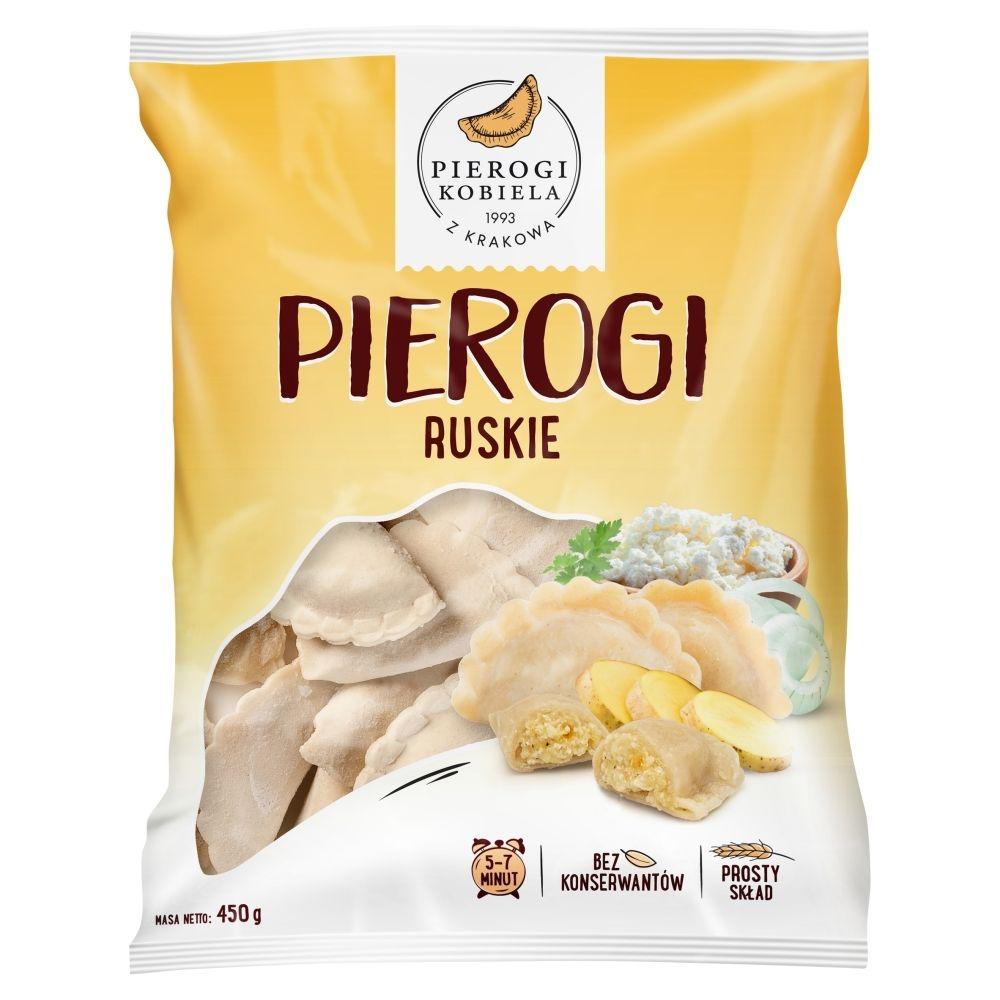 PIEROGI
KOBIELA
1993
Z KRAKOWA
PIEROGI
RUSKIE
5-7
MINUT
BEZ
KONSERWANTÓW
PROSTY
SKŁAD
MASA NETTO: 450 g